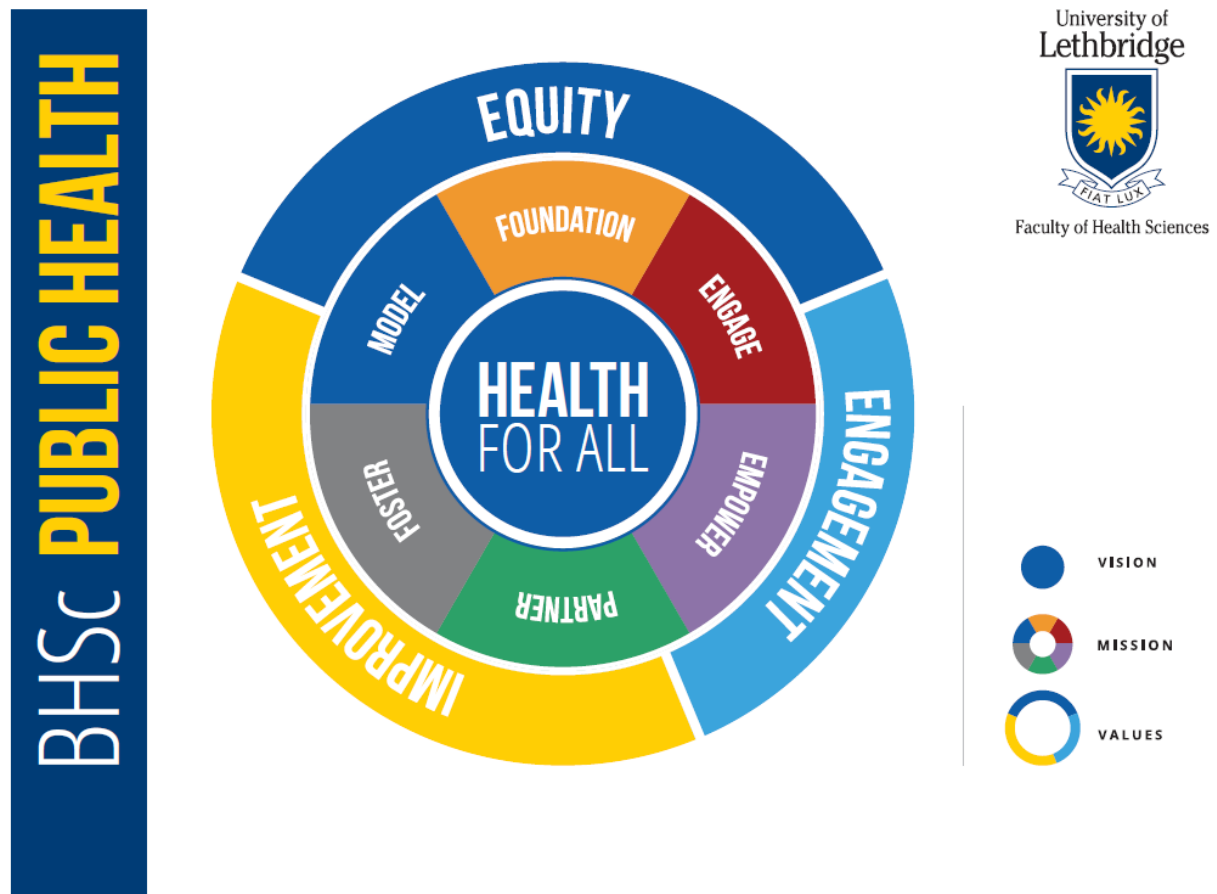 BHSc PUBLIC HEALTH
University of
Lethbridge
FIAT LUX
Faculty of Health Sciences
EQUITY
ENGAGEMENT
IMPROVEMENT
FOUNDATION
ENGAGE
EMPOWER
PARTNER
FOSTER
MODEL
HEALTH
FOR ALL
VISION
MISSION
VALUES